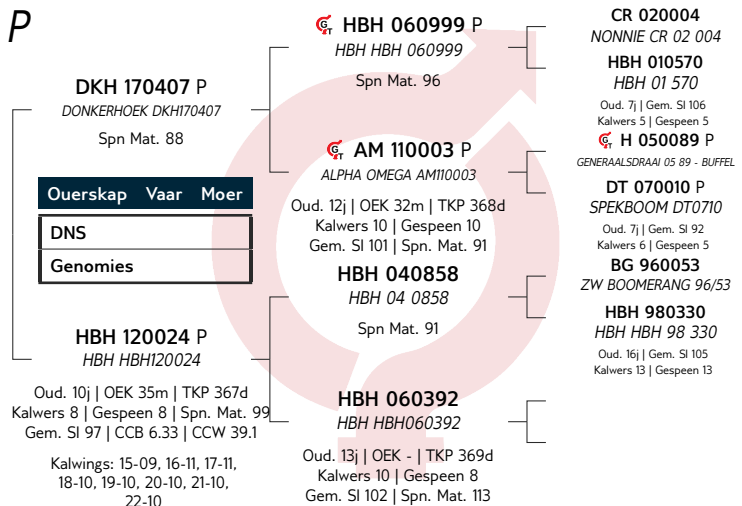 P
DKH 170407 P
DONKERHOEK DKH170407
Spn Mat. 88
Ouerskap Vaar Moer
DNS
Genomies
HBH 120024 P
HBH HBH120024
Oud. 10j | OEK 35m | TKP 367d
Kalwers 8 | Gespeen 8 | Spn. Mat. 99
Gem. SI 97 | CCB 6.33 | CCW 39.1
Kalwings: 15-09, 16-11, 17-11,
18-10, 19-10, 20-10, 21-10,
22-10
GT HBH 060999 P
HBH HBH 060999
Spn Mat. 96
GT AM 110003 P
ALPHA OMEGA AM110003
Oud. 12j | OEK 32m | TKP 368d
Kalwers 10 | Gespeen 10
Gem. SI 101 | Spn. Mat. 91
HBH 040858
HBH 04 0858
Spn Mat. 91
HBH 060392
HBH HBH060392
Oud. 13j | OEK - | TKP 369d
Kalwers 10 | Gespeen 8
Gem. SI 102 | Spn. Mat. 113
CR 020004
NONNIE CR 02 004
HBH 010570
HBH 01 570
Oud. 7j | Gem. SI 106
Kalwers 5 | Gespeen 5
GT H 050089 P
GENERAALSDRAAI 05 89 - BUFFEL
DT 070010 P
SPEKBOOM DT0710
Oud. 7j | Gem. SI 92
Kalwers 6 | Gespeen 5
BG 960053
ZW BOOMERANG 96/53
HBH 980330
HBH HBH 98 330
Oud. 16j | Gem. SI 105
Kalwers 13 | Gespeen 13